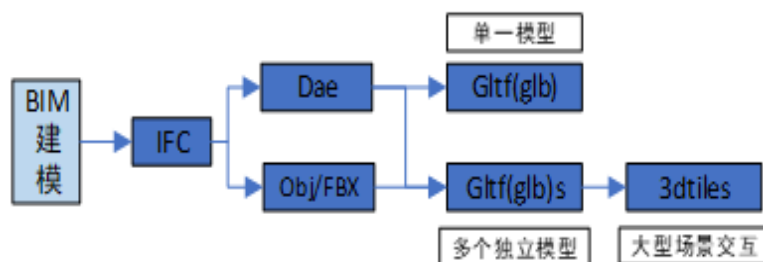 单一模型
BIM
建
模
IFC
Dae
Gltf(glb)
Obj/FBX
Gltf(glb)s
3dtiles
多个独立模型
大型场景交互